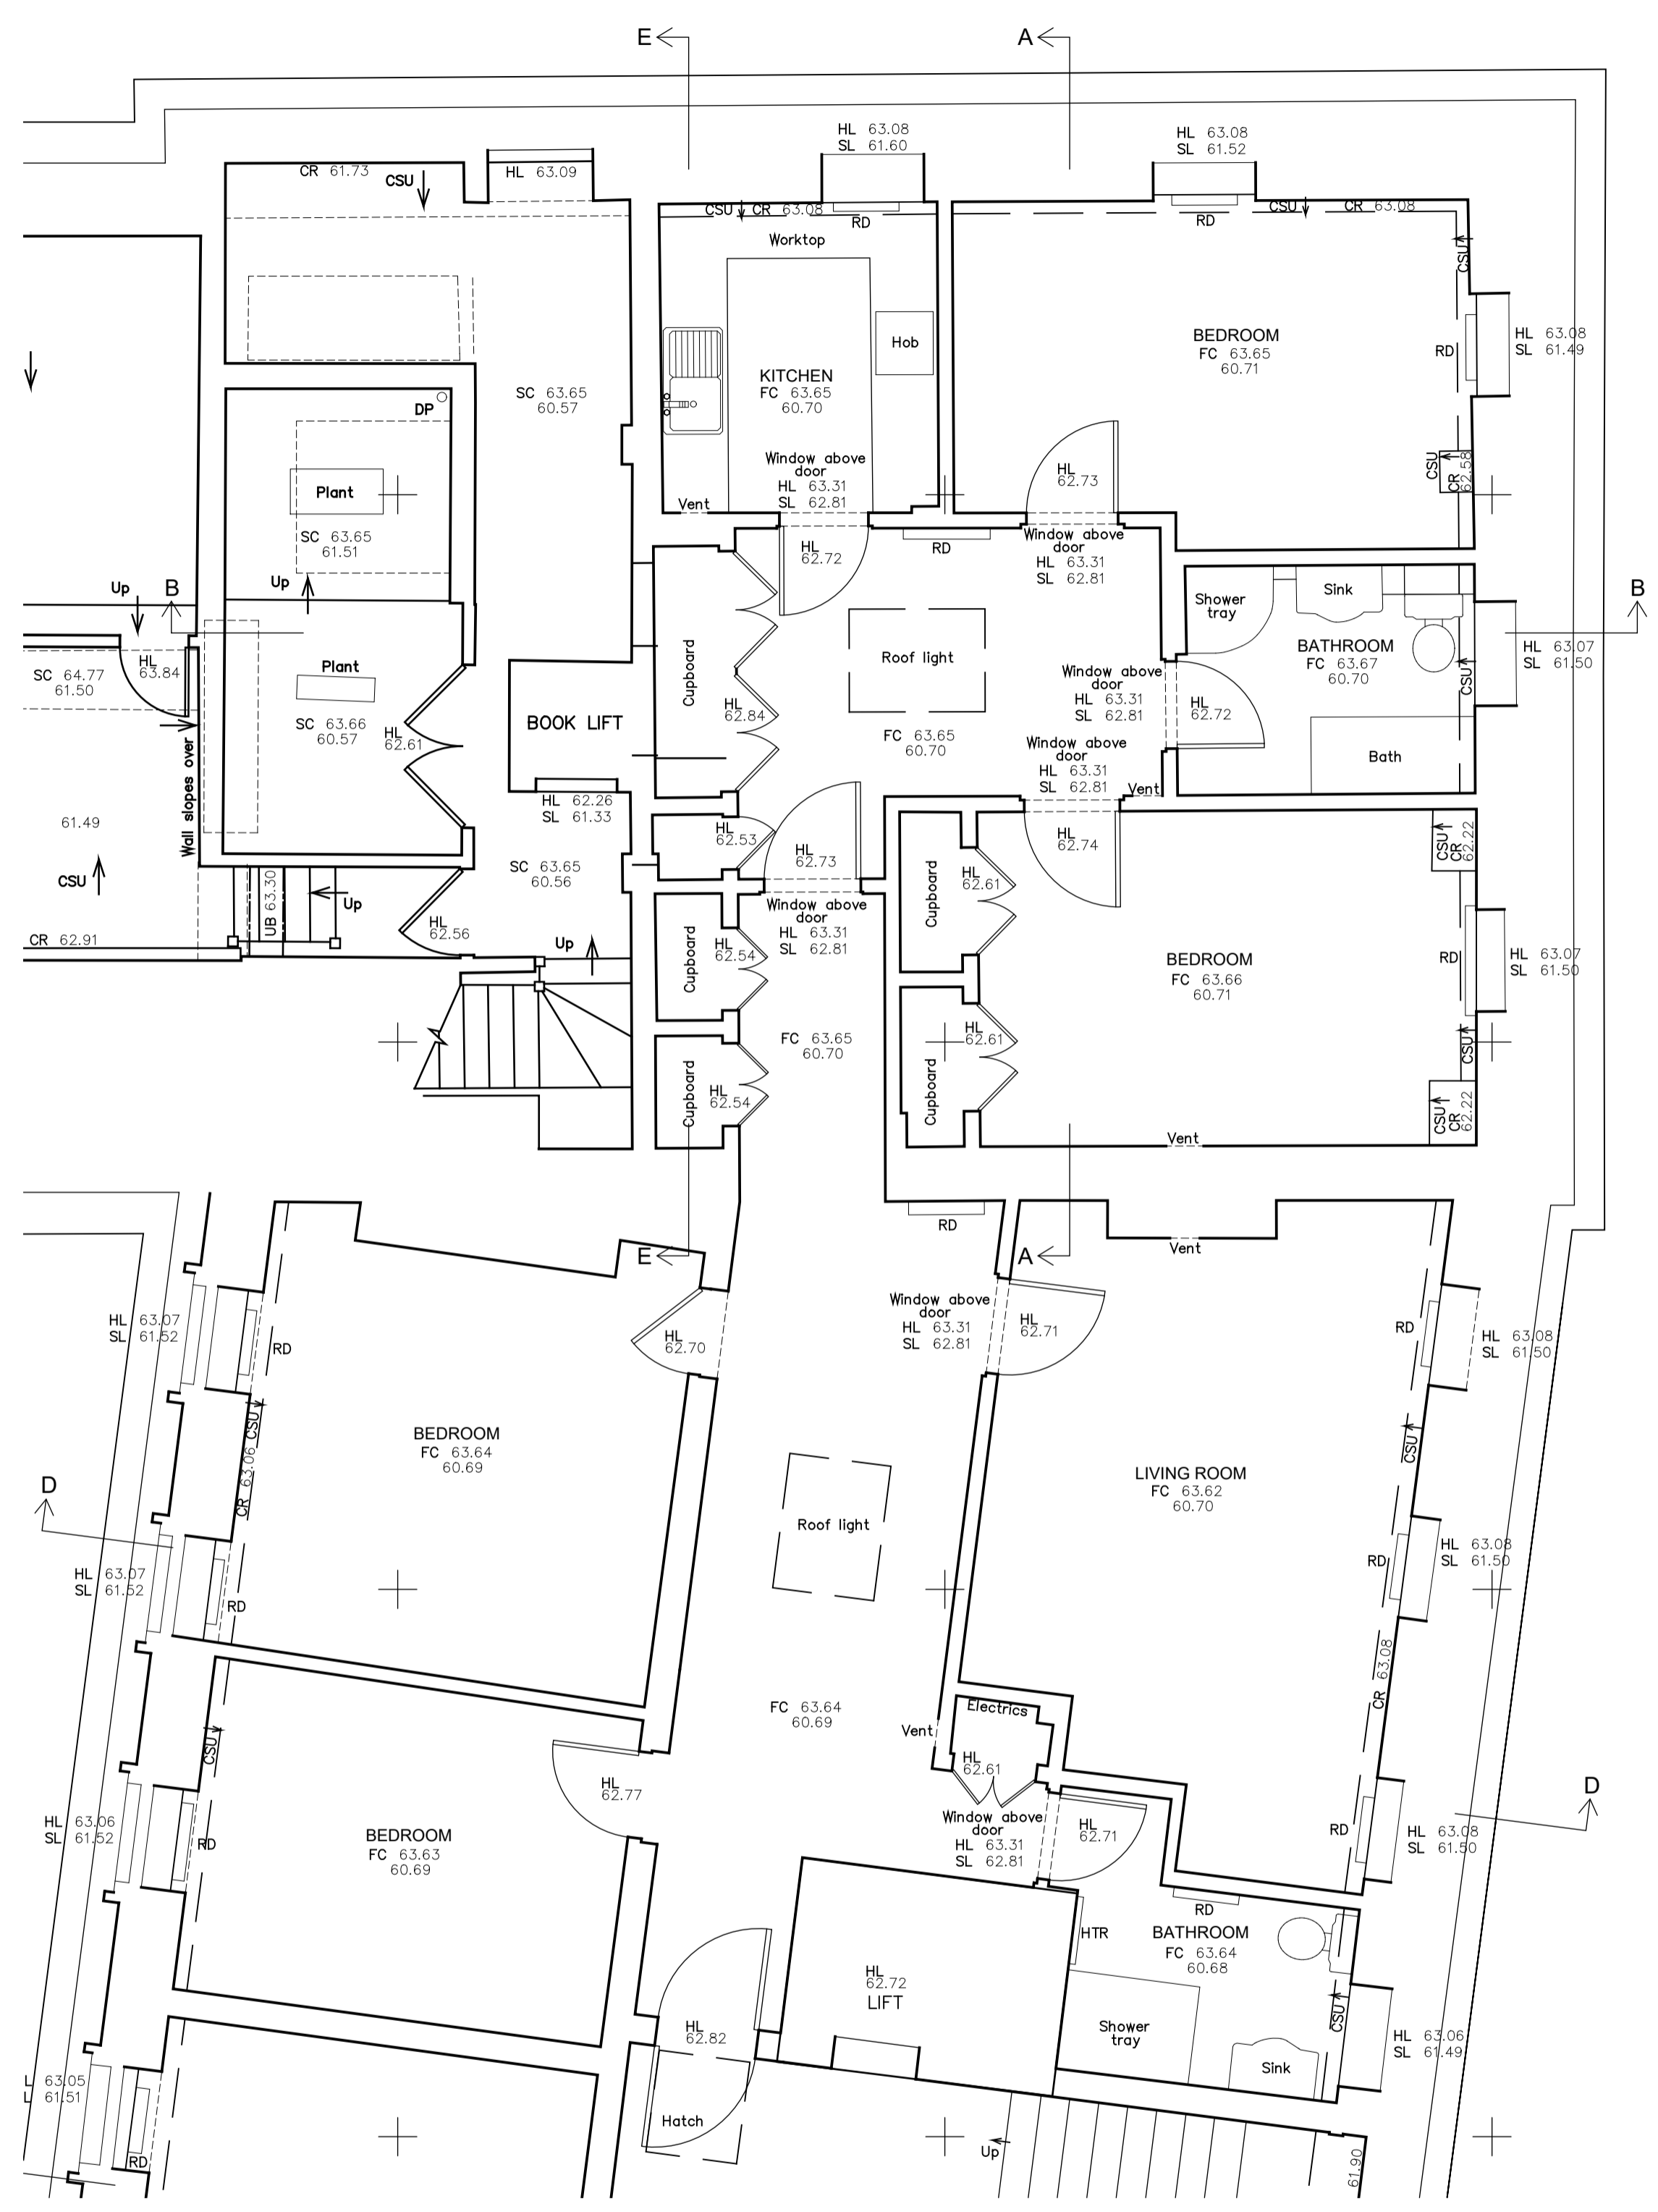 E
A
HL 63.08
SL 61.60
HL 63.08
SL 61.52
CR 61.73
CSU
HL 63.09
CSU CR 63.08
RD
Worktop
RD
CSU CR 63.08
CSU
Hob
KITCHEN
FC 63.65
60.70
BEDROOM
FC 63.65
60.71
RD
HL 63.08
SL 61.49
SC 63.65
60.57
DP
Plant
SC 63.65
61.51
Window above
door
HL 63.31
SL 62.81
Vent
HL
62.73
CSU
CR 62.58
HL
62.72
RD
Window above
door
HL 63.31
SL 62.81
Up
B
Up
B
Shower
tray
Sink
BATHROOM
FC 63.67
60.70
CSU
HL 63.07
SL 61.50
HL
63.84
SC 64.77
61.50
Plant
SC 63.66
60.57
HL
62.61
BOOK LIFT
Cupboard
HL
62.84
Roof light
FC 63.65
60.70
Window above
door
HL 63.31
SL 62.81
HL
62.72
Bath
Window above
door
HL 63.31
SL 62.81
Vent
Wall slopes over
61.49
HL 62.26
SL 61.33
HL
62.53
HL
62.73
HL
62.74
CSU
CR 62.22
CSU
SC 63.65
60.56
Cupboard
HL
62.61
UB 63.30
Up
HL
62.56
Up
CR 62.91
Cupboard
HL
62.54
Window above
door
HL 63.31
SL 62.81
BEDROOM
FC 63.66
60.71
RD
HL 63.07
SL 61.50
FC 63.65
60.70
Cupboard
HL
62.61
CSU
Cupboard
HL
62.54
CSU
CR 62.22
Vent
RD
E
A
Vent
HL 63.07
SL 61.52
RD
HL
62.70
Window above
door
HL 63.31
SL 62.81
HL
62.71
RD
HL 63.08
SL 61.50
CSU
CR 63.06
BEDROOM
FC 63.64
60.69
CSU
LIVING ROOM
FC 63.62
60.70
D
Roof light
HL 63.07
SL 61.52
RD
RD
HL 63.08
SL 61.50
CR 63.08
FC 63.64
60.69
Vent
Electrics
CSU
HL
62.61
HL
62.77
D
HL 63.06
SL 61.52
RD
BEDROOM
FC 63.63
60.69
Window above
door
HL 63.31
SL 62.81
HL
62.71
RD
HL 63.08
SL 61.50
RD
HTR
BATHROOM
FC 63.64
60.68
HL
62.72
LIFT
CSU
HL
62.82
Shower
tray
Sink
HL 63.06
SL 61.49
L 63.05
L 61.51
RD
Hatch
Up
61.90